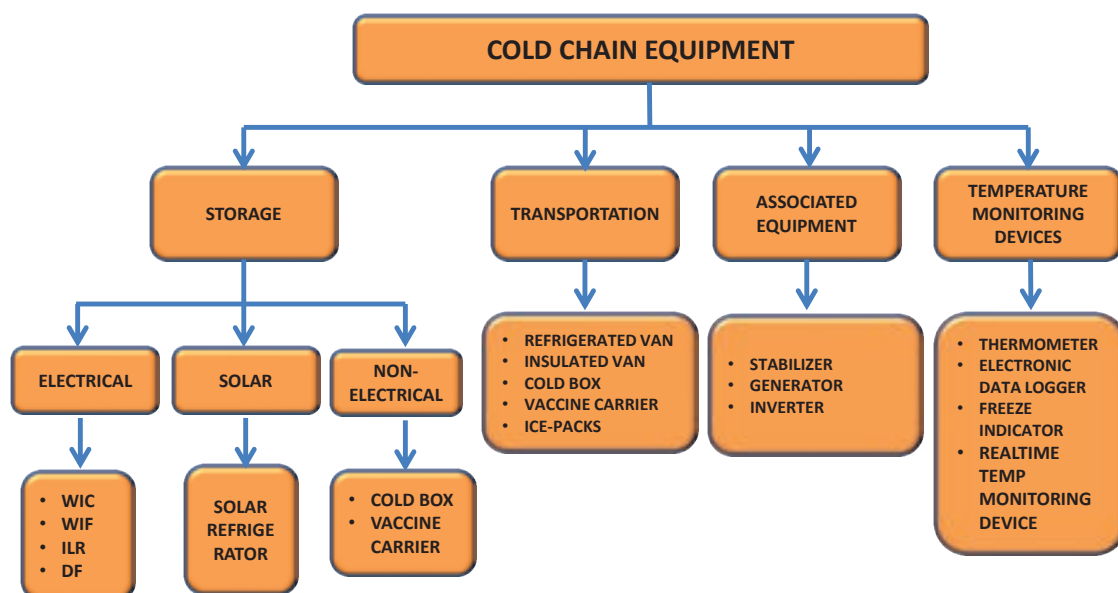 COLD CHAIN EQUIPMENT
STORAGE
TRANSPORTATION
ASSOCIATED
EQUIPMENT
TEMPERATURE
MONITORING
DEVICES
ELECTRICAL
SOLAR
NON-
ELECTRICAL
• REFRIGERATED VAN
• INSULATED VAN
• COLD BOX
• VACCINE CARRIER
• ICE-PACKS
• STABILIZER
• GENERATOR
• INVERTER
• THERMOMETER
• ELECTRONIC
DATA LOGGER
• FREEZE
INDICATOR
• REALTIME
TEMP
MONITORING
DEVICE
• WIC
• WIF
• ILR
• DF
SOLAR
REFRIGE
RATOR
• COLD BOX
• VACCINE
CARRIER